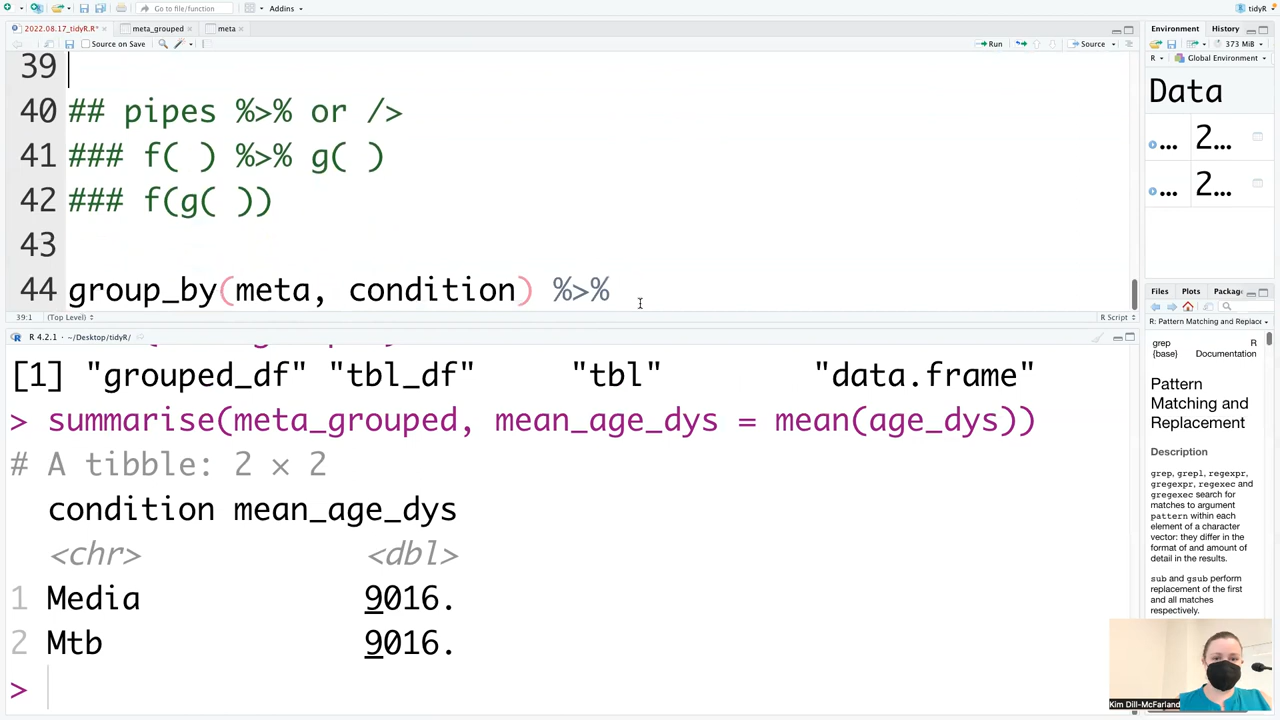 Go to file/function
Addins
tidyR
2022.08.17_tidyR.R*
meta_grouped
meta
Source on Save
Run
Source
39
40 ## pipes %>% or />
41 ### f( ) %>% g( )
42 ### f(g( ))
43
44 group_by(meta, condition) %>%
39:1 (Top Level) R Script
R 4.2.1 · ~/Desktop/tidyR/
[1] "grouped_df" "tbl_df" "tbl" "data.frame"
> summarise(meta_grouped, mean_age_dys = mean(age_dys))
# A tibble: 2 × 2
condition mean_age_dys
<chr> <dbl>
1 Media 9016.
2 Mtb 9016.
>
Environment History
373 MiB
R Global Environment
Data
... 2...
... 2...
Files Plots Packag
R: Pattern Matching and Replace
grep {base} R Documentation
Pattern
Matching and
Replacement
Description
grep, grepl, regexpr,
gregexpr, regexec and
gregexec search for
matches to argument
pattern within each
element of a character
vector: they differ in the
format of and amount of
detail in the results.
sub and gsub perform
replacement of the first
and all matches
respectively.
Kim Dill-McFarland